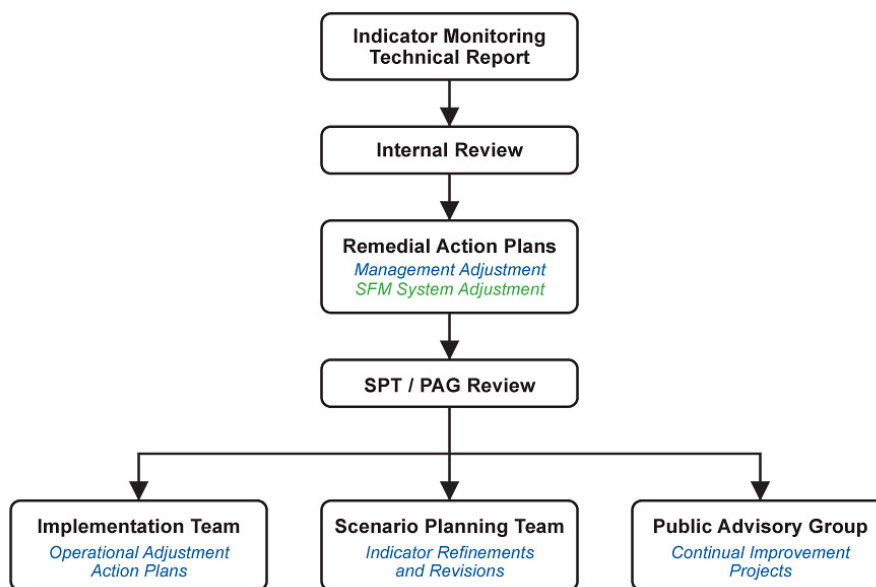 Indicator Monitoring
Technical Report
Internal Review
Remedial Action Plans
Management Adjustment
SFM System Adjustment
SPT / PAG Review
Implementation Team
Operational Adjustment
Action Plans
Scenario Planning Team
Indicator Refinements
and Revisions
Public Advisory Group
Continual Improvement
Projects